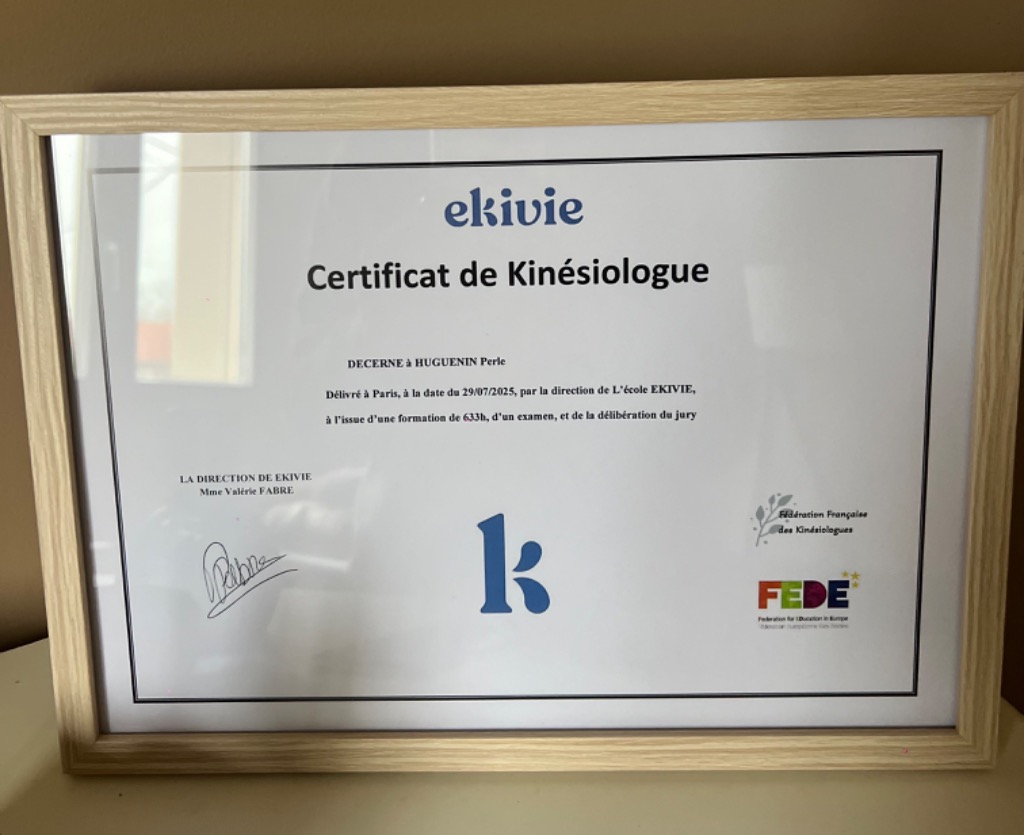 ekivie
Certificat de Kinésiologue
DECERNE à HUGUENIN Perle
Délivré à Paris, à la date du 29/07/2025, par la direction de L'école EKIVIE,
à l'issue d'une formation de 633h, d'un examen, et de la délibération du jury
LA DIRECTION DE EKIVIE
Mme Valérie FABRE
k
Fédération Française
des Kinésiologues
FEDE
Federation for EDucation in Europe